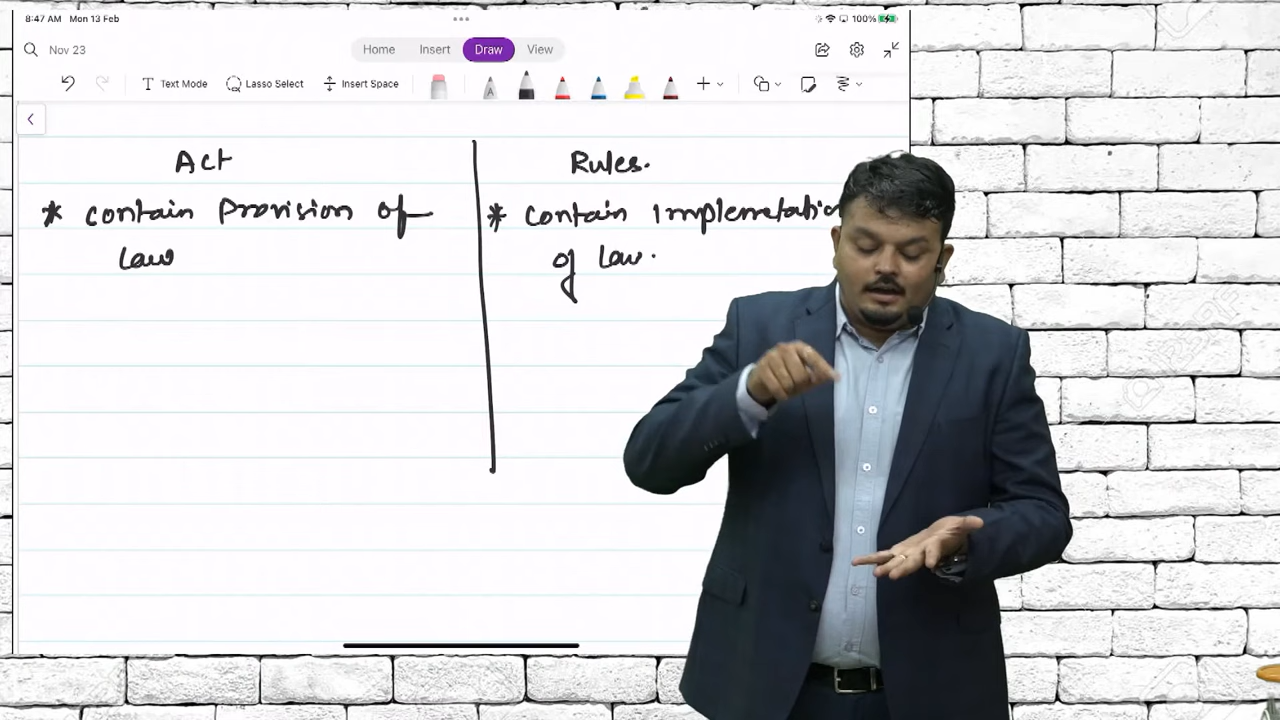 8:47 AM Mon 13 Feb
100%
Nov 23
Home Insert Draw View
Text Mode Lasso Select Insert Space
Act
Rules.
* contain Provision of
law
* contain Implemetation
of law.